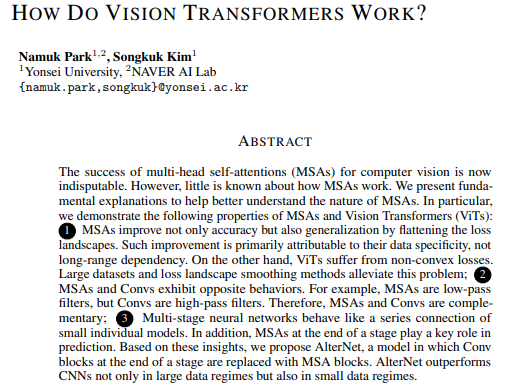 HOW DO VISION TRANSFORMERS WORK?
Namuk Park1,2, Songkuk Kim1
1Yonsei University, 2NAVER AI Lab
{namuk.park,songkuk}@yonsei.ac.kr
ABSTRACT
The success of multi-head self-attentions (MSAs) for computer vision is now
indisputable. However, little is known about how MSAs work. We present funda-
mental explanations to help better understand the nature of MSAs. In particular,
we demonstrate the following properties of MSAs and Vision Transformers (ViTs):
❶ MSAs improve not only accuracy but also generalization by flattening the loss
landscapes. Such improvement is primarily attributable to their data specificity, not
long-range dependency. On the other hand, ViTs suffer from non-convex losses.
Large datasets and loss landscape smoothing methods alleviate this problem; ❷
MSAs and Convs exhibit opposite behaviors. For example, MSAs are low-pass
filters, but Convs are high-pass filters. Therefore, MSAs and Convs are comple-
mentary; ❸ Multi-stage neural networks behave like a series connection of
small individual models. In addition, MSAs at the end of a stage play a key role in
prediction. Based on these insights, we propose AlterNet, a model in which Conv
blocks at the end of a stage are replaced with MSA blocks. AlterNet outperforms
CNNs not only in large data regimes but also in small data regimes.